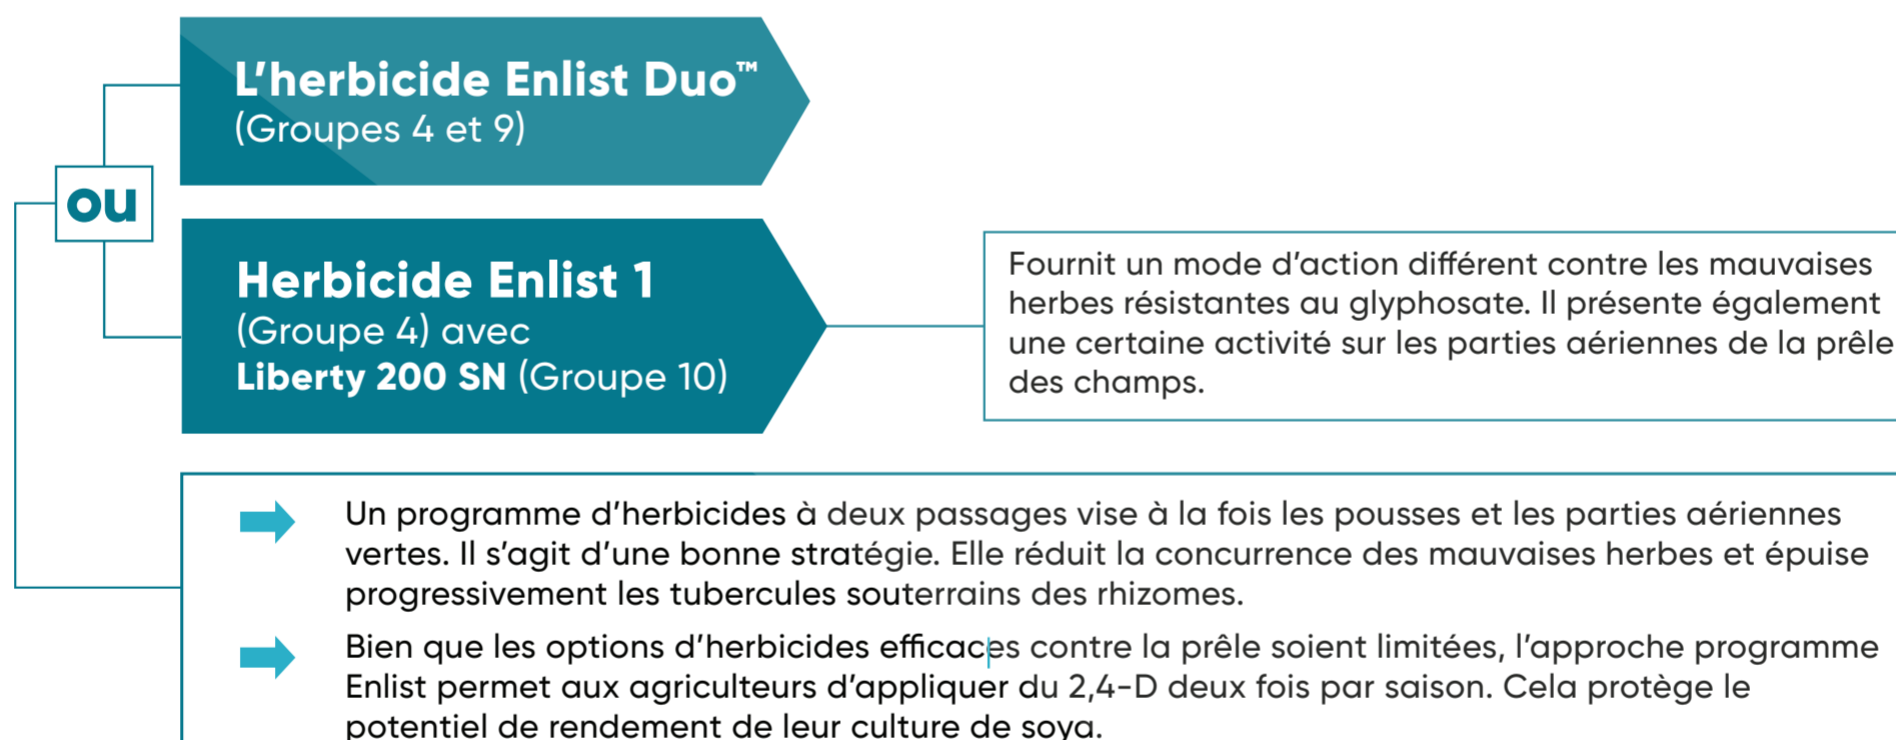 L'herbicide Enlist Duo™
(Groupes 4 et 9)
ou
Herbicide Enlist 1
(Groupe 4) avec
Liberty 200 SN (Groupe 10)
Fournit un mode d'action différent contre les mauvaises
herbes résistantes au glyphosate. Il présente également
une certaine activité sur les parties aériennes de la prêle
des champs.
Un programme d'herbicides à deux passages vise à la fois les pousses et les parties aériennes
vertes. Il s'agit d'une bonne stratégie. Elle réduit la concurrence des mauvaises herbes et épuise
progressivement les tubercules souterrains des rhizomes.
Bien que les options d'herbicides efficaces contre la prêle soient limitées, l'approche programme
Enlist permet aux agriculteurs d'appliquer du 2,4-D deux fois par saison. Cela protège le
potentiel de rendement de leur culture de soya.